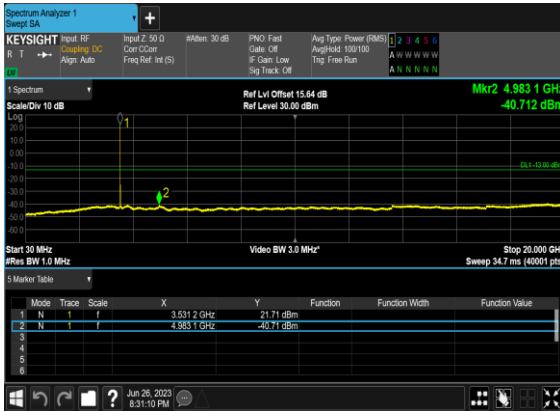 Spectrum Analyzer 1
Swept SA
+
KEYSIGHT Input: RF Input Z: 50 Ω #Atten: 30 dB PNO: Fast Avg Type: Power (RMS) 1 2 3 4 5 6
R T Coupling: DC Corr CCorr Gate: Off Avg|Hold: 100/100 A W W W W W
Align: Auto Freq Ref: Int (S) IF Gain: Low Trig: Free Run
Sig Track: Off A N N N N N
1 Spectrum
Ref Lvl Offset 15.64 dB Mkr2 4.983 1 GHz
Scale/Div 10 dB Ref Level 30.00 dBm -40.712 dBm
Log
20.0
10.0
0.00
-10.0
-20.0
-30.0
-40.0
-50.0
-60.0
1
2
DL1 -13.00 dBm
Start 30 MHz Video BW 3.0 MHz* Stop 20.000 GHz
#Res BW 1.0 MHz Sweep 34.7 ms (40001 pts)
5 Marker Table
Mode Trace Scale X Y Function Function Width Function Value
1 N 1 f 3.531 2 GHz 21.71 dBm
2 N 1 f 4.983 1 GHz -40.71 dBm
3
4
5
6
? Jun 26, 2023
8:31:10 PM